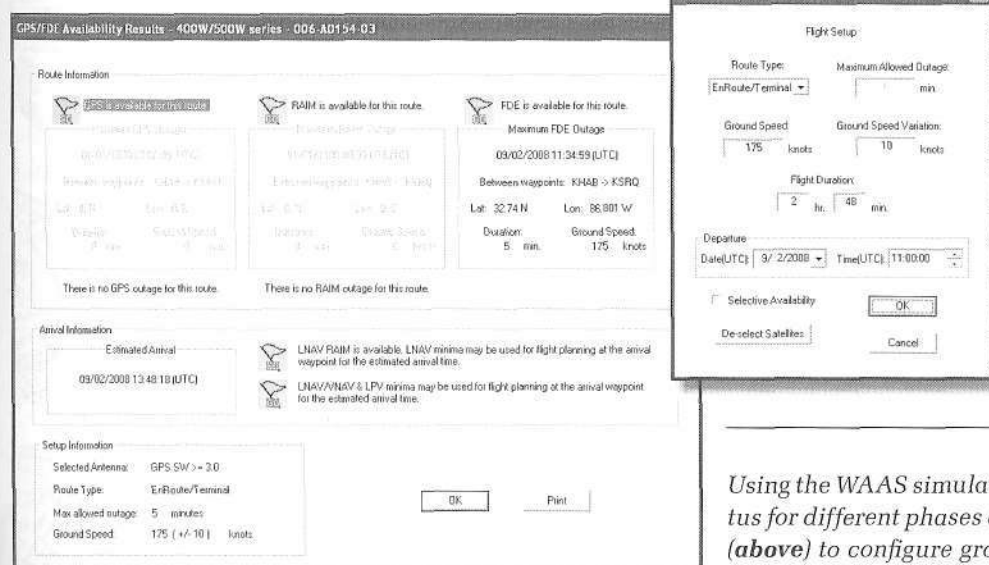 GPS/FDE Availability Results - 400W/500W series - 006-A0154-03
Route Information
GPS is available for this route.
RAIM is available for this route.
FDE is available for this route.
Maximum FDE Outage
09/02/2008 11:34:59 (UTC)
Between waypoints: KHAB -> KSRQ
Lat: 32.74 N Lon: 86.801 W
Duration: Ground Speed:
5 min. 175 knots
There is no GPS outage for this route.
There is no RAIM outage for this route.
Arrival Information
Estimated Arrival
09/02/2008 13:48:18 (UTC)
LNAV RAIM is available. LNAV minima may be used for flight planning at the arrival
waypoint for the estimated arrival time.
LNAV/VNAV & LPV minima may be used for flight planning at the arrival waypoint
for the estimated arrival time.
Setup Information
Selected Antenna: GPS SW >= 3.0
Route Type: EnRoute/Terminal
Max allowed outage: 5 minutes
Ground Speed: 175 ( +/- 10 ) knots
OK
Print
Flight Setup
Route Type: Maximum Allowed Outage:
EnRoute/Terminal min.
Ground Speed Ground Speed Variation:
175 knots 10 knots
Flight Duration:
2 hr. 48 min.
Departure
Date(UTC): 9/ 2/2008 Time(UTC): 11:00:00
Selective Availability
OK
De-select Satellites
Cancel
Using the WAAS simula
tus for different phases
(above) to configure gro